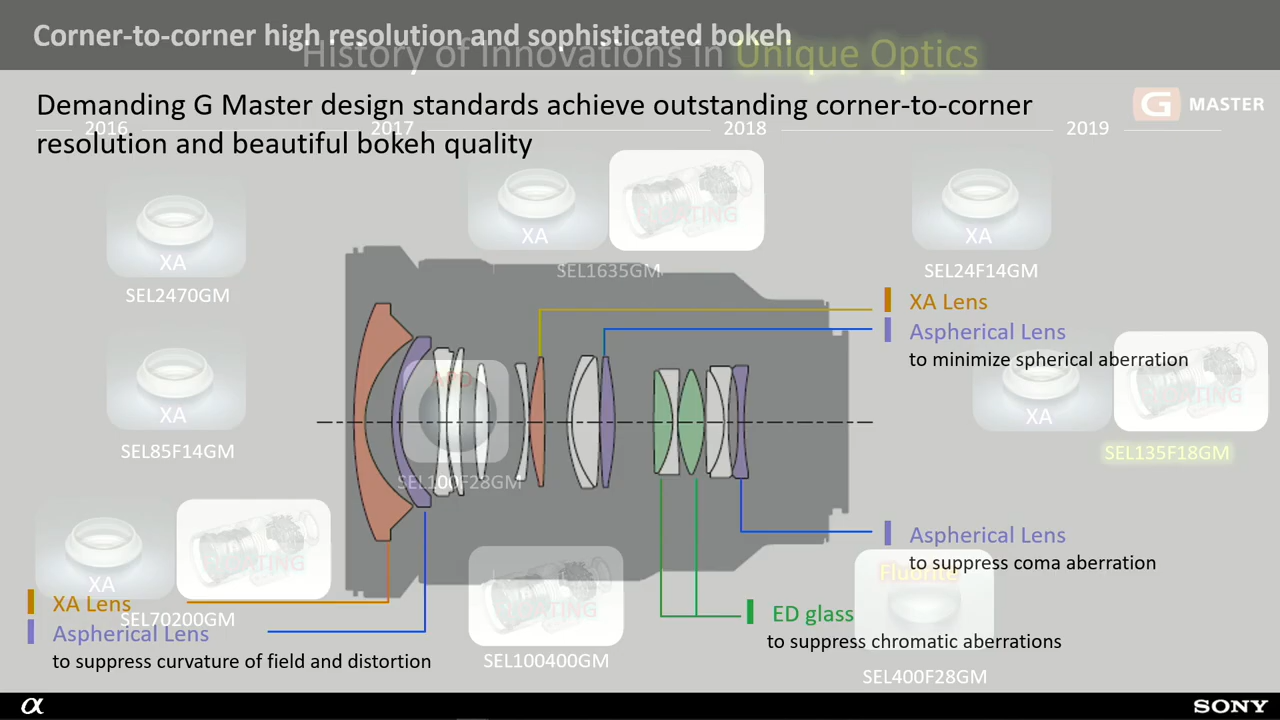 Corner-to-corner high resolution and sophisticated bokeh
History of Innovations in Unique Optics
Demanding G Master design standards achieve outstanding corner-to-corner
resolution and beautiful bokeh quality
G MASTER
2016
2017
2018
2019
XA
SEL2470GM
XA
SEL1635GM
XA
SEL24F14GM
XA Lens
Aspherical Lens
to minimize spherical aberration
XA
SEL85F14GM
APD
SEL100F28GM
XA
SEL135F18GM
Aspherical Lens
to suppress coma aberration
XA
SEL70200GM
XA Lens
Aspherical Lens
to suppress curvature of field and distortion
SEL100400GM
Fluorite
ED glass
to suppress chromatic aberrations
SEL400F28GM
α
SONY